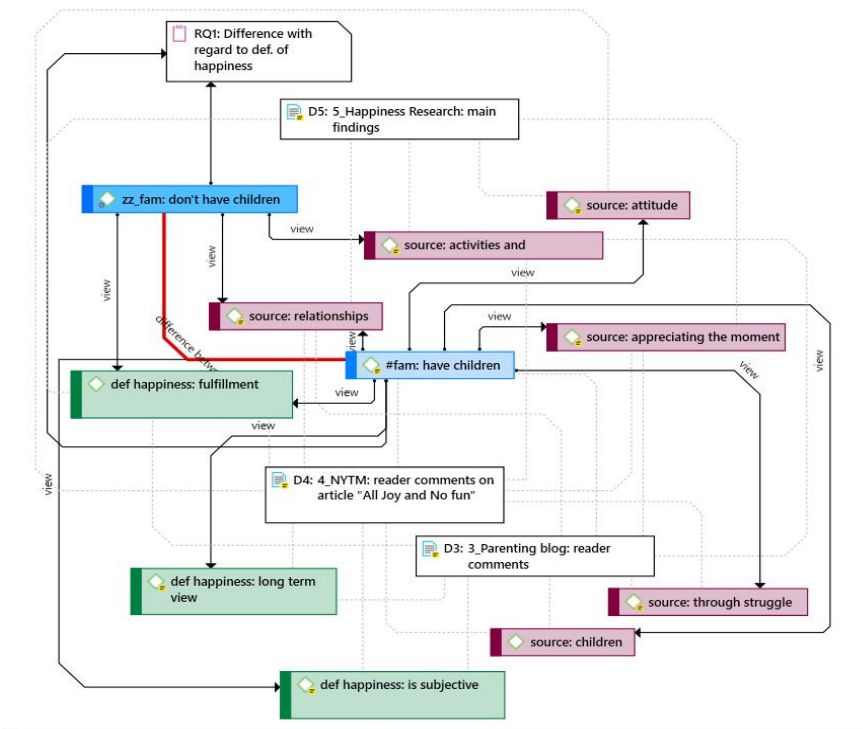 RQ1: Difference with
regard to def. of
happiness
D5: 5_Happiness Research: main
findings
zz_fam: don't have children
source: attitude
view
source: activities and
view
view
view
source: relationships
view
source: appreciating the moment
difference betw
view
view
view
#fam: have children
def happiness: fulfillment
view
view
view
D4: 4_NYTM: reader comments on
article "All Joy and No fun"
D3: 3_Parenting blog: reader
comments
def happiness: long term
view
source: through struggle
source: children
def happiness: is subjective